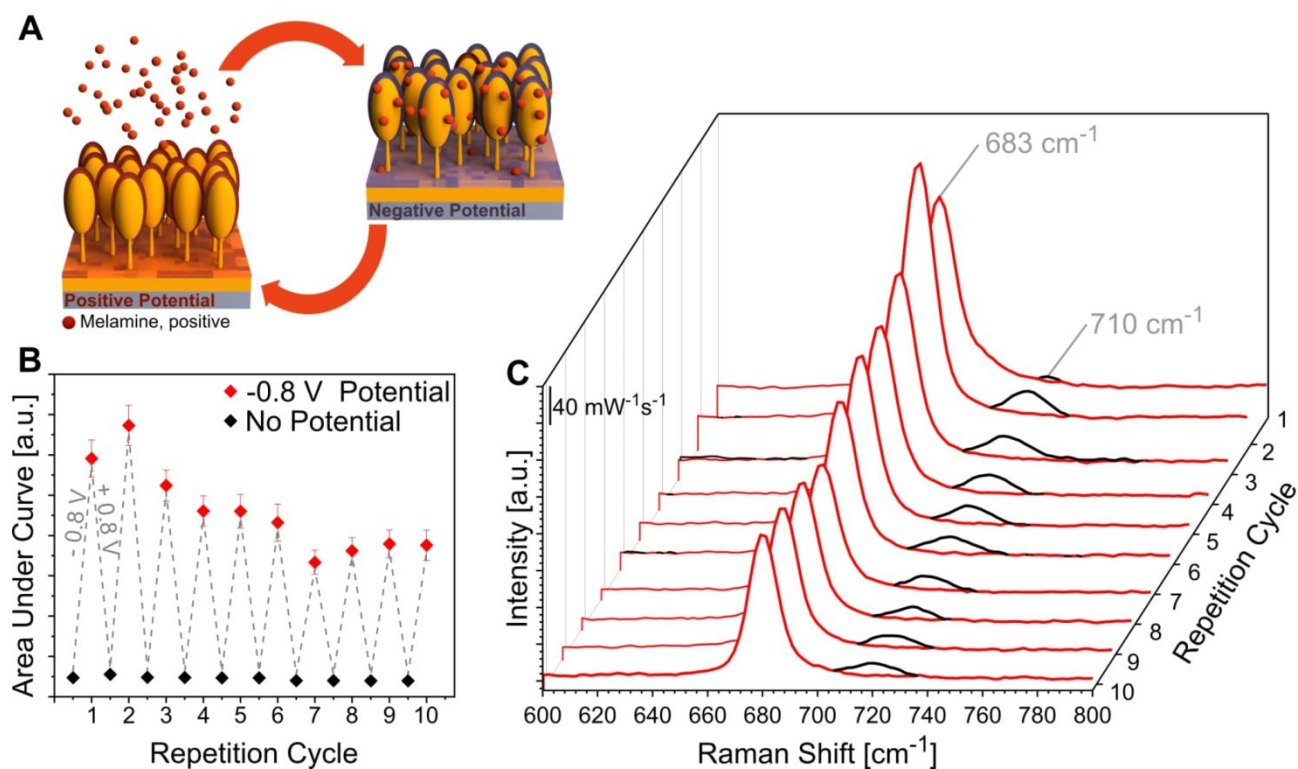 A
Negative Potential
Positive Potential
Melamine, positive
B
-0.8 V Potential
No Potential
-0.8 V
+0.8 V
Area Under Curve [a.u.]
1 2 3 4 5 6 7 8 9 10
Repetition Cycle
C
683 cm⁻¹
710 cm⁻¹
40 mW⁻¹s⁻¹
Intensity [a.u.]
1
2
3
4
5
6
7
8
9
10
Repetition Cycle
600 620 640 660 680 700 720 740 760 780 800
Raman Shift [cm⁻¹]